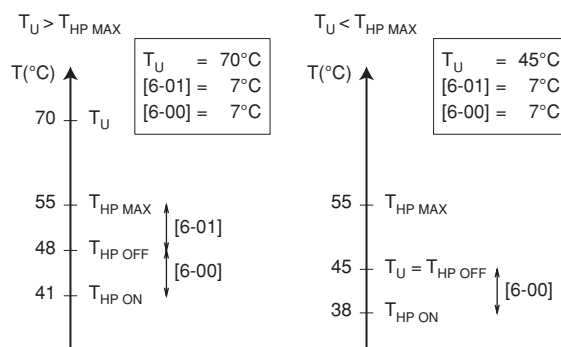 T_U > T_HP MAX
T_U = 70°C
[6-01] = 7°C
[6-00] = 7°C
T(°C)
70 T_U
55 T_HP MAX
[6-01]
48 T_HP OFF
[6-00]
41 T_HP ON
T_U < T_HP MAX
T_U = 45°C
[6-01] = 7°C
[6-00] = 7°C
T(°C)
55 T_HP MAX
45 T_U = T_HP OFF
[6-00]
38 T_HP ON